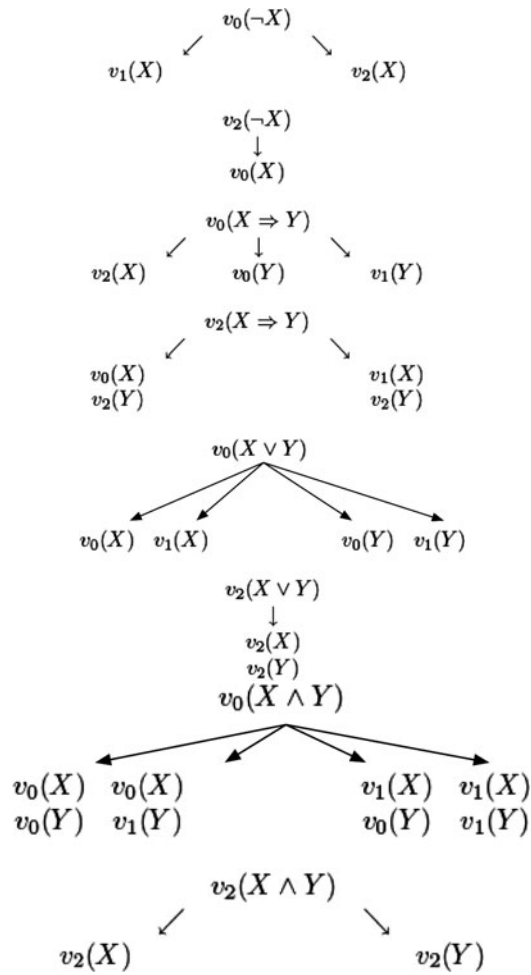 v₀(¬X)
v₁(X) v₂(X)
v₂(¬X)
v₀(X)
v₀(X ⇒ Y)
v₂(X) v₀(Y) v₁(Y)
v₂(X ⇒ Y)
v₀(X) v₁(X)
v₂(Y) v₂(Y)
v₀(X ∨ Y)
v₀(X) v₁(X) v₀(Y) v₁(Y)
v₂(X ∨ Y)
v₂(X)
v₂(Y)
v₀(X ∧ Y)
v₀(X) v₀(X) v₁(X) v₁(X)
v₀(Y) v₁(Y) v₀(Y) v₁(Y)
v₂(X ∧ Y)
v₂(X) v₂(Y)